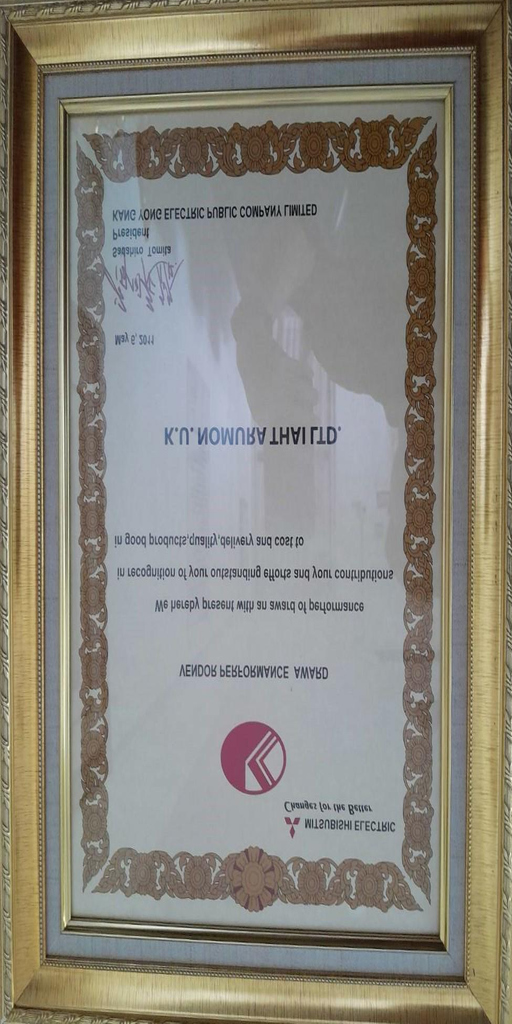 MITSUBISHI ELECTRIC
Changes for the Better
VENDOR PERFORMANCE AWARD
We hereby present with an award of performance
in recognition of your outstanding efforts and your contributions
in good products,quality,delivery and cost to
K.U. NOMURA THAI LTD.
May 6, 2011
Sadahiro Tomita
President
KANG YONG ELECTRIC PUBLIC COMPANY LIMITED